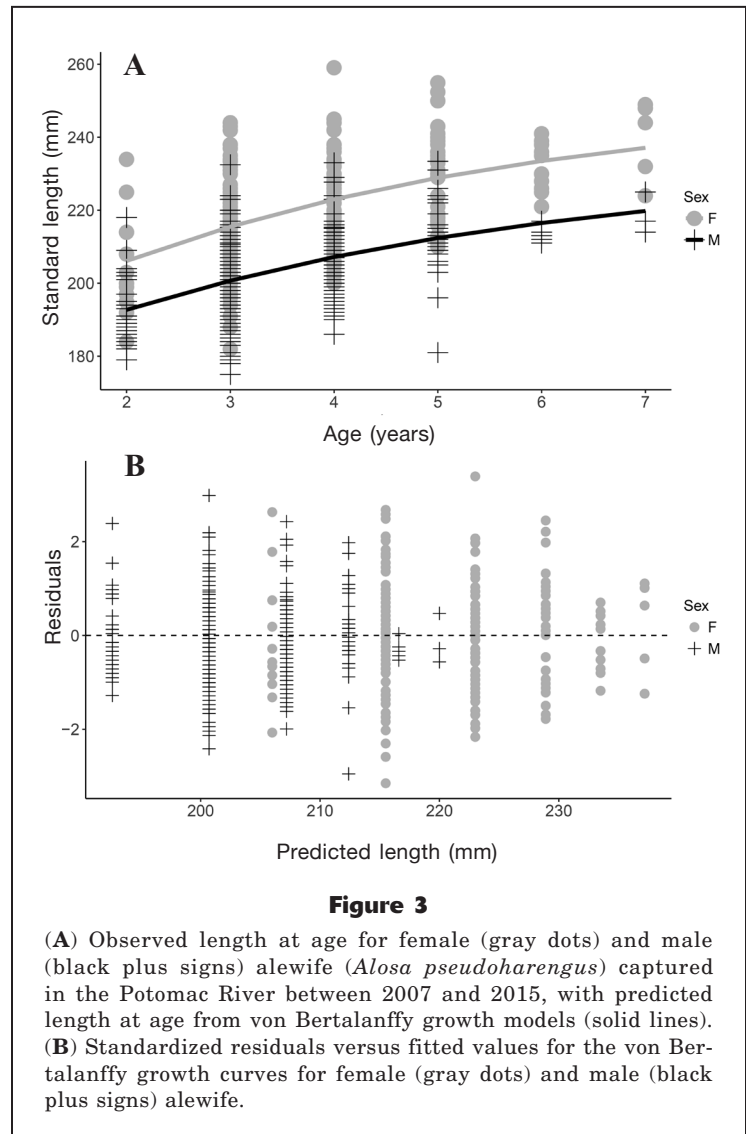 A
Standard length (mm)
260
240
220
200
180
2 3 4 5 6 7
Age (years)
Sex
F
M
B
Residuals
2
0
−2
200 210 220 230
Predicted length (mm)
Sex
F
M
Figure 3
(A) Observed length at age for female (gray dots) and male
(black plus signs) alewife (Alosa pseudoharengus) captured
in the Potomac River between 2007 and 2015, with predicted
length at age from von Bertalanffy growth models (solid lines).
(B) Standardized residuals versus fitted values for the von Ber-
talanffy growth curves for female (gray dots) and male (black
plus signs) alewife.